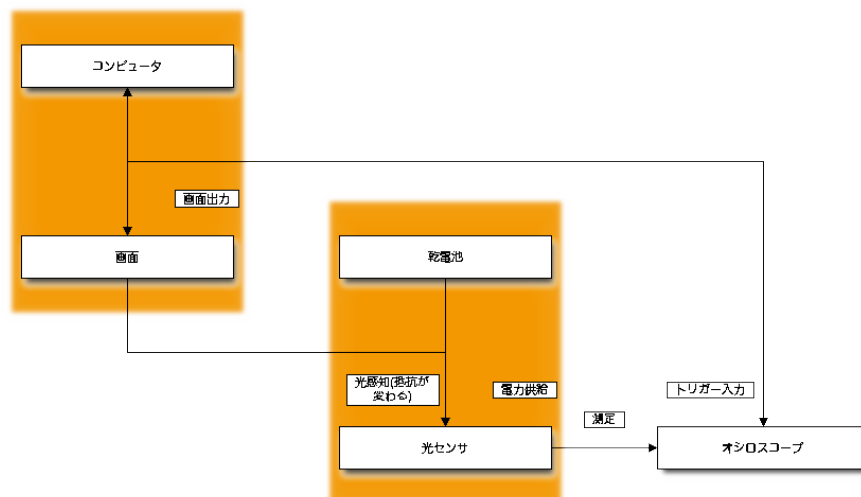 コンピュータ
画面出力
画面
乾電池
光感知(抵抗が
変わる)
電力供給
トリガー入力
測定
光センサ
オシロスコープ